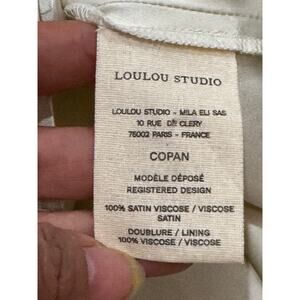 LOULOU STUDIO
LOULOU STUDIO - MILA ELI SAS
10 RUE DE CLERY
75002 PARIS - FRANCE
COPAN
MODÈLE DÉPOSÉ
REGISTERED DESIGN
100% SATIN VISCOSE / VISCOSE
SATIN
DOUBLURE / LINING
100% VISCOSE / VISCOSE